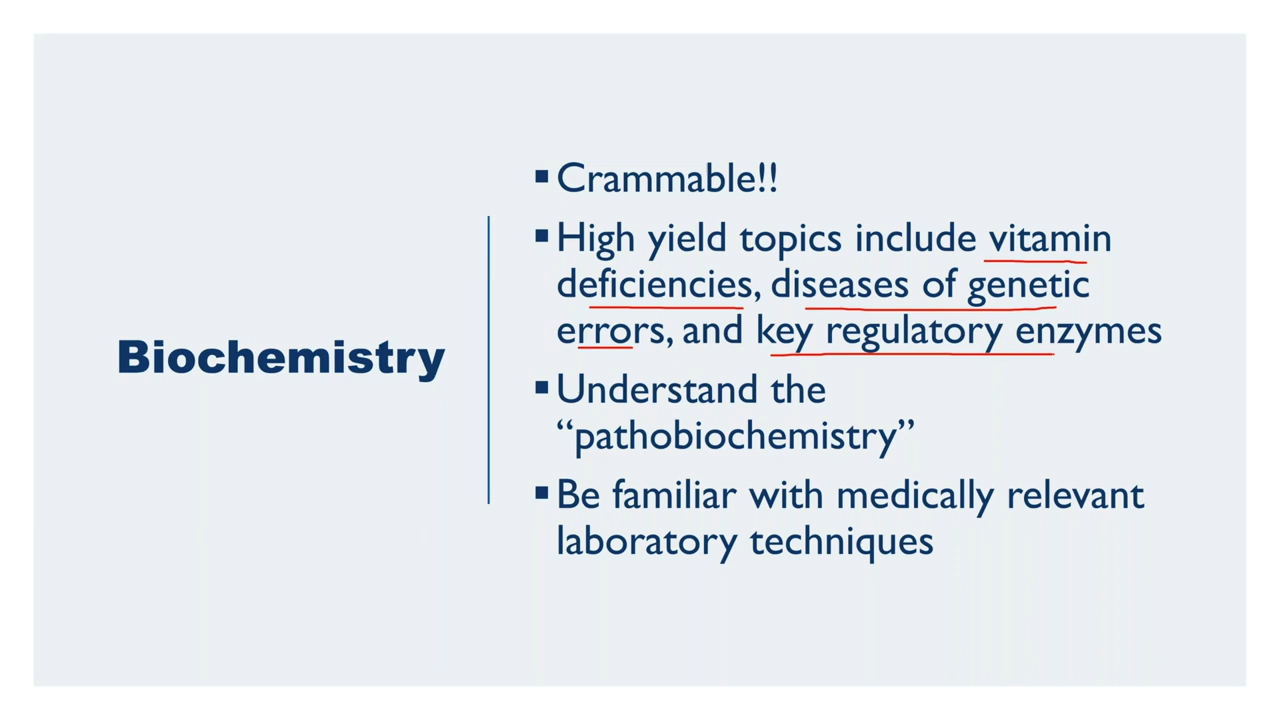 Biochemistry
▪ Crammable!!
▪ High yield topics include vitamin
deficiencies, diseases of genetic
errors, and key regulatory enzymes
▪ Understand the
“pathobiochemistry”
▪ Be familiar with medically relevant
laboratory techniques